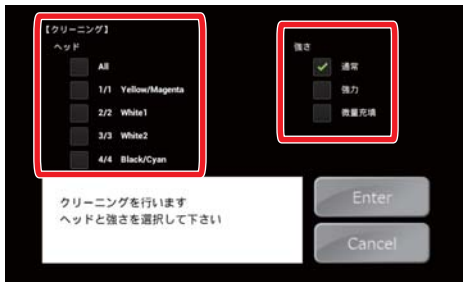 【クリーニング】
ヘッド
All
1/1 Yellow/Magenta
2/2 White1
3/3 White2
4/4 Black/Cyan
強さ
通常
強力
微量充填
クリーニングを行います
ヘッドと強さを選択して下さい
Enter
Cancel